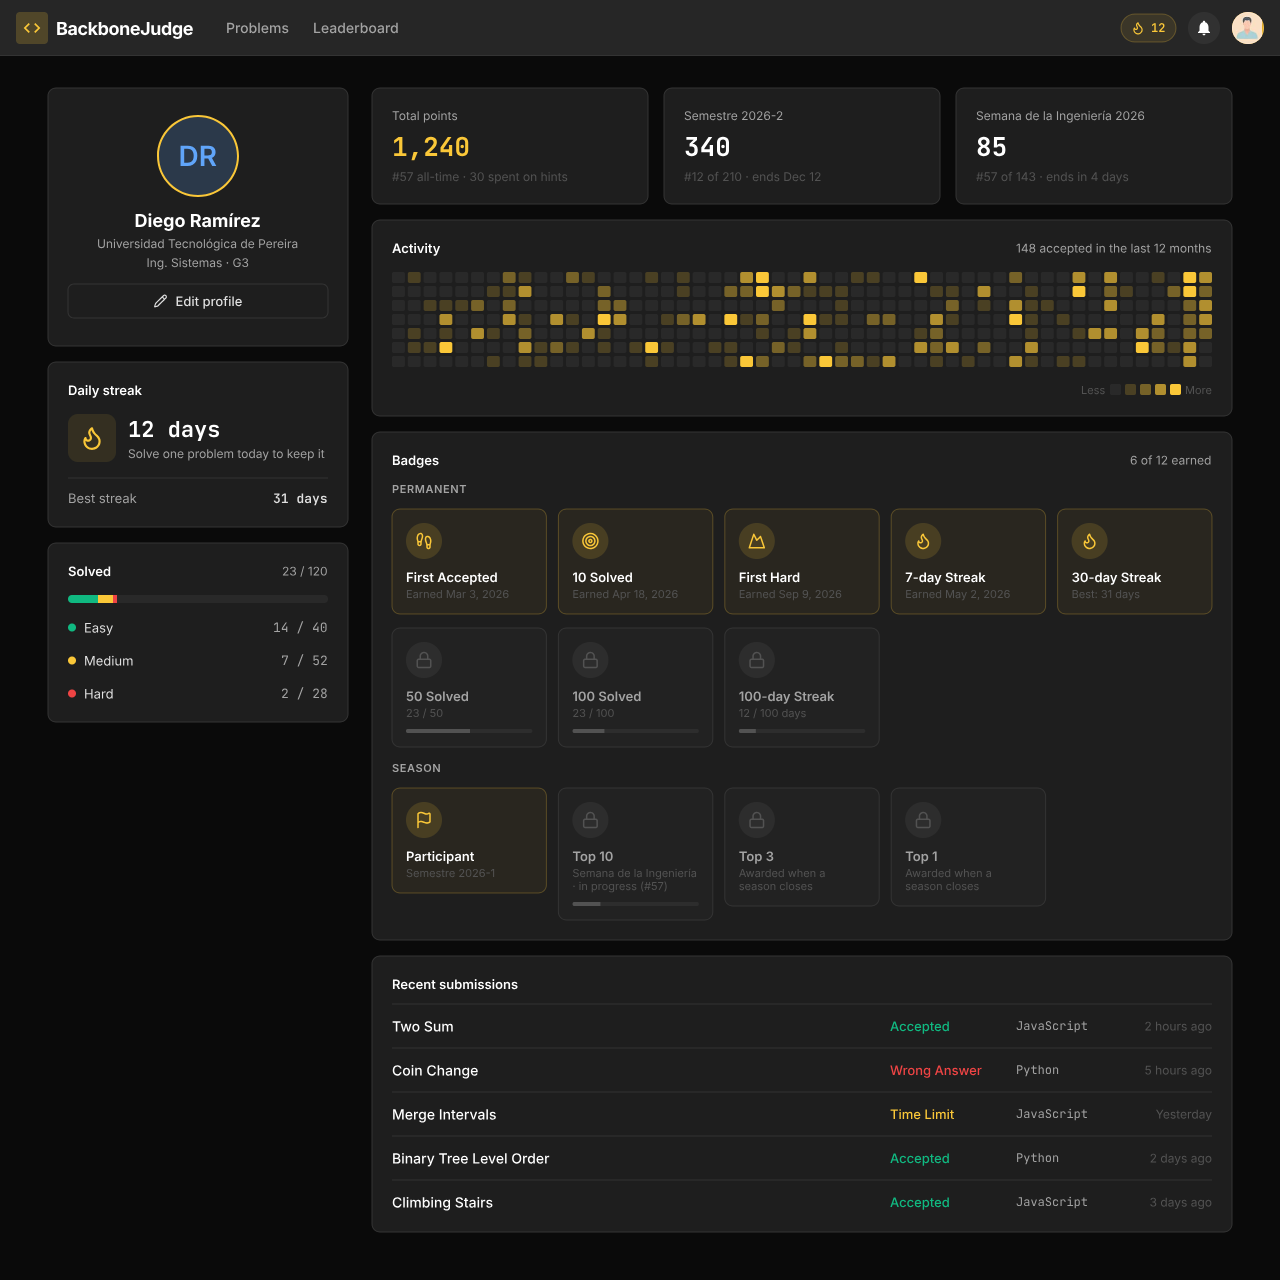 BackboneJudge
Problems
Leaderboard
12
DR
Diego Ramírez
Universidad Tecnológica de Pereira
Ing. Sistemas · G3
Edit profile
Daily streak
12 days
Solve one problem today to keep it
Best streak
31 days
Solved
23 / 120
Easy
14 / 40
Medium
7 / 52
Hard
2 / 28
Total points
1,240
#57 all-time · 30 spent on hints
Semestre 2026-2
340
#12 of 210 · ends Dec 12
Semana de la Ingeniería 2026
85
#57 of 143 · ends in 4 days
Activity
148 accepted in the last 12 months
Less
More
Badges
6 of 12 earned
PERMANENT
First Accepted
Earned Mar 3, 2026
10 Solved
Earned Apr 18, 2026
First Hard
Earned Sep 9, 2026
7-day Streak
Earned May 2, 2026
30-day Streak
Best: 31 days
50 Solved
23 / 50
100 Solved
23 / 100
100-day Streak
12 / 100 days
SEASON
Participant
Semestre 2026-1
Top 10
Semana de la Ingeniería
· in progress (#57)
Top 3
Awarded when a
season closes
Top 1
Awarded when a
season closes
Recent submissions
Two Sum
Accepted
JavaScript
2 hours ago
Coin Change
Wrong Answer
Python
5 hours ago
Merge Intervals
Time Limit
JavaScript
Yesterday
Binary Tree Level Order
Accepted
Python
2 days ago
Climbing Stairs
Accepted
JavaScript
3 days ago